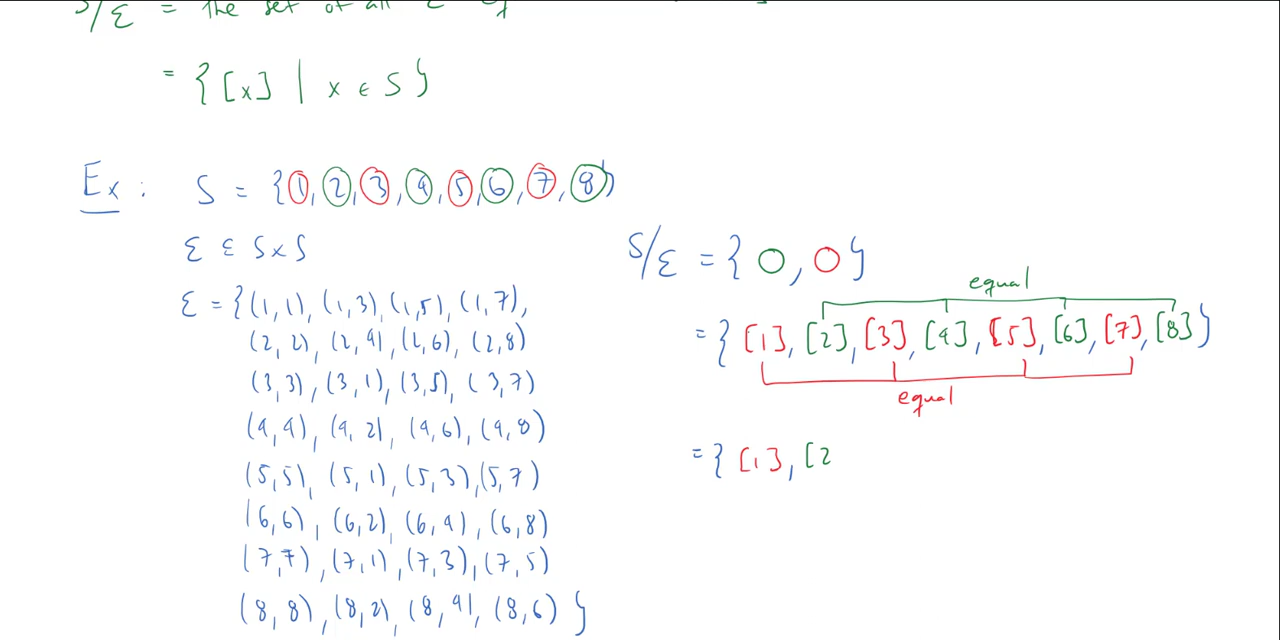 S/ε = the set of all
= {[x] | x ∈ S}
Ex: S = {1, 2, 3, 4, 5, 6, 7, 8}
ε ∈ S×S
ε = {(1,1), (1,3), (1,5), (1,7),
(2,2), (2,4), (2,6), (2,8)
(3,3), (3,1), (3,5), (3,7)
(4,4), (4,2), (4,6), (4,8)
(5,5), (5,1), (5,3), (5,7)
(6,6), (6,2), (6,4), (6,8)
(7,7), (7,1), (7,3), (7,5)
(8,8), (8,2), (8,4), (8,6) }
S/ε = {○, ○}
equal
= { [1], [2], [3], [4], [5], [6], [7], [8] }
equal
= { [1], [2